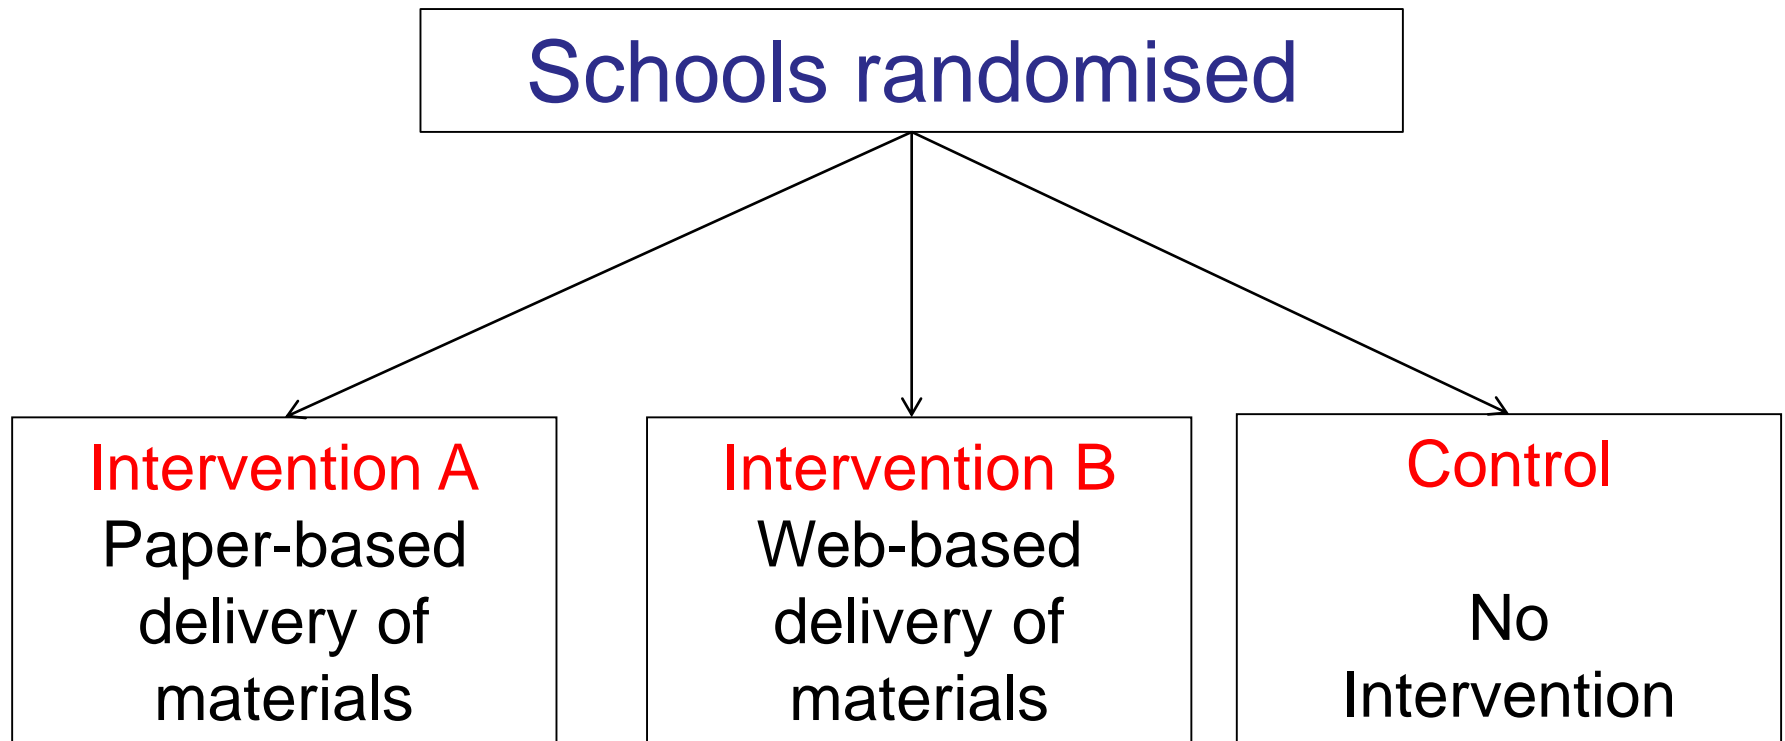 Schools randomised
Intervention A
Paper-based
delivery of
materials
Intervention B
Web-based
delivery of
materials
Control
No
Intervention